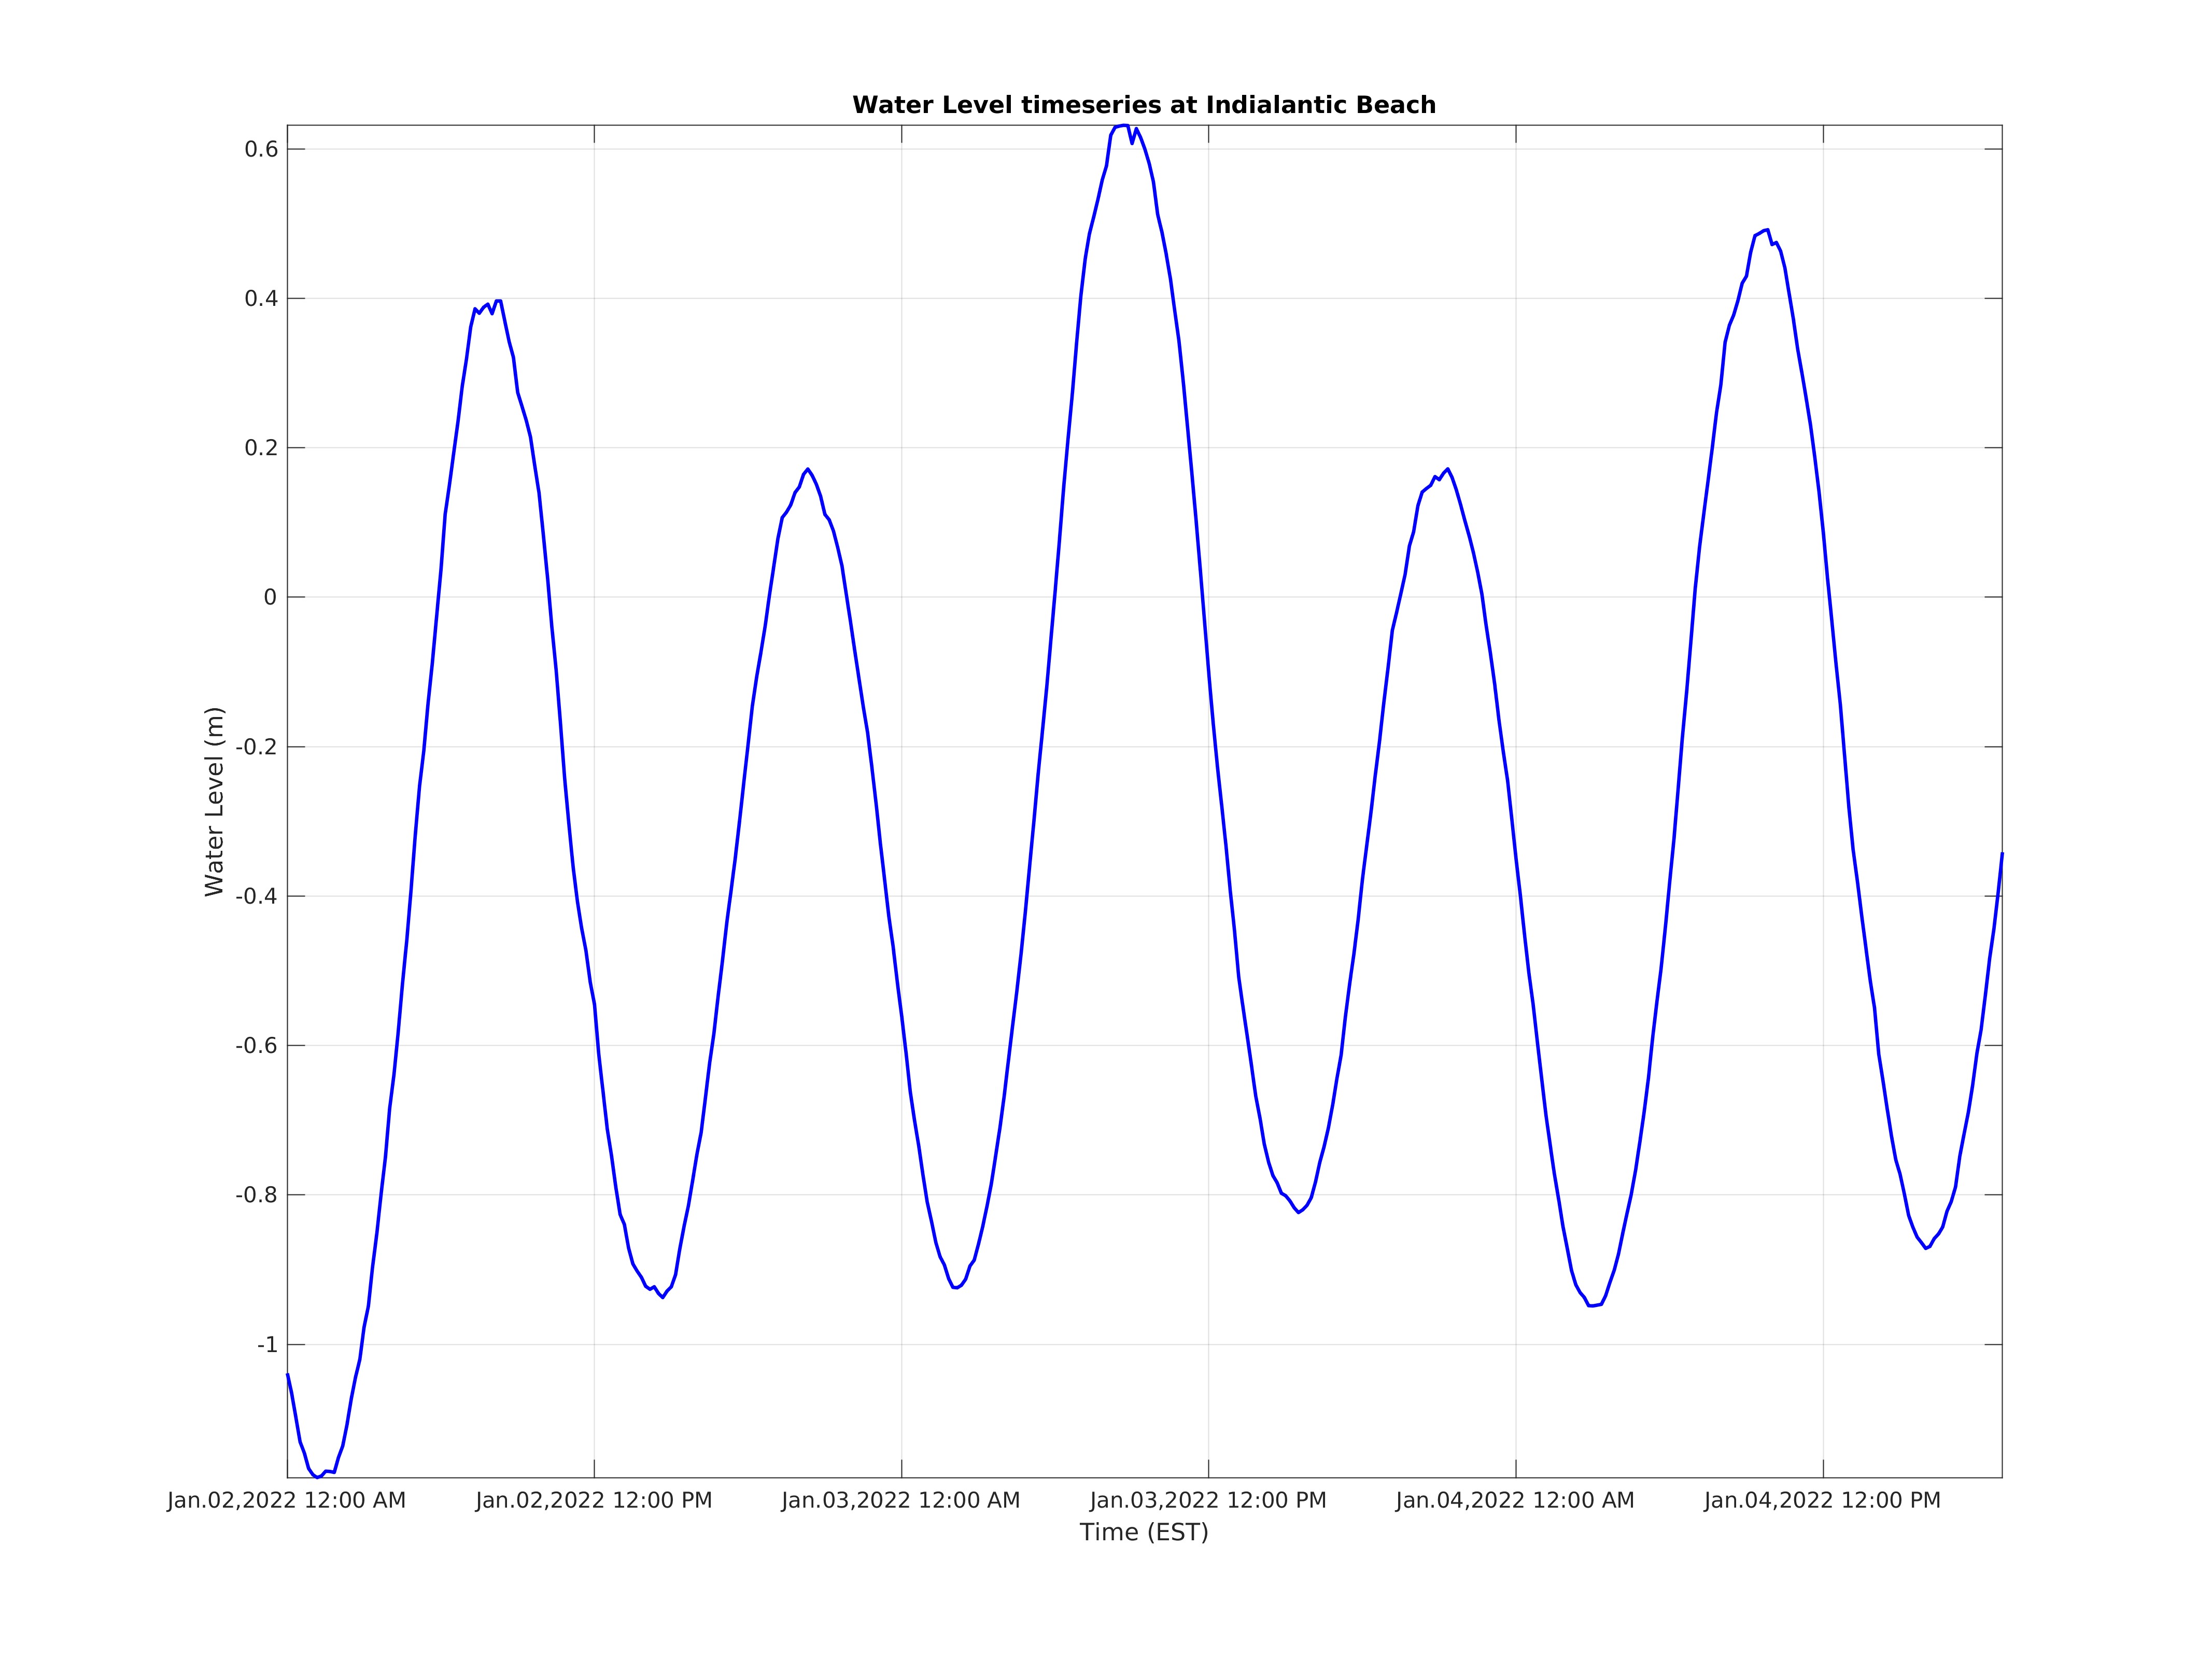 Water Level timeseries at Indialantic Beach
0.6
0.4
0.2
0
-0.2
-0.4
-0.6
-0.8
-1
Water Level (m)
Jan.02,2022 12:00 AM
Jan.02,2022 12:00 PM
Jan.03,2022 12:00 AM
Jan.03,2022 12:00 PM
Jan.04,2022 12:00 AM
Jan.04,2022 12:00 PM
Time (EST)